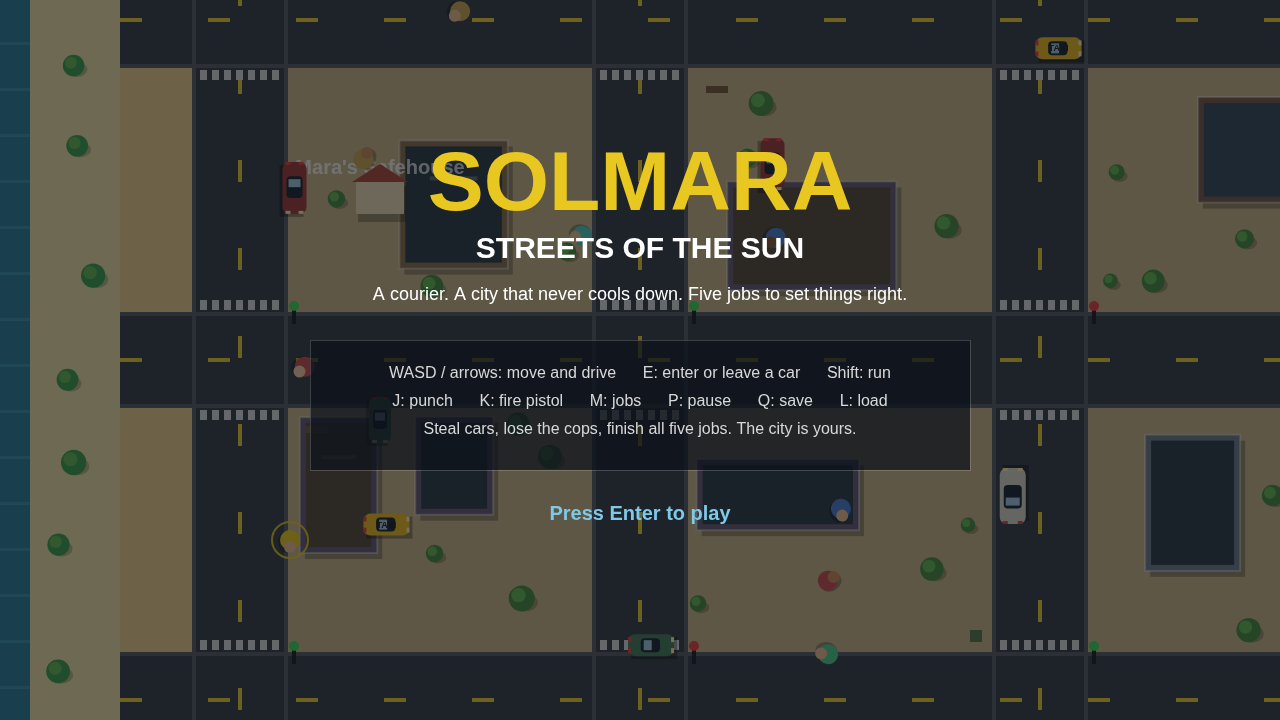 Mara's Safehouse
SOLMARA
STREETS OF THE SUN
A courier. A city that never cools down. Five jobs to set things right.
WASD / arrows: move and drive E: enter or leave a car Shift: run
J: punch K: fire pistol M: jobs P: pause Q: save L: load
Steal cars, lose the cops, finish all five jobs. The city is yours.
Press Enter to play